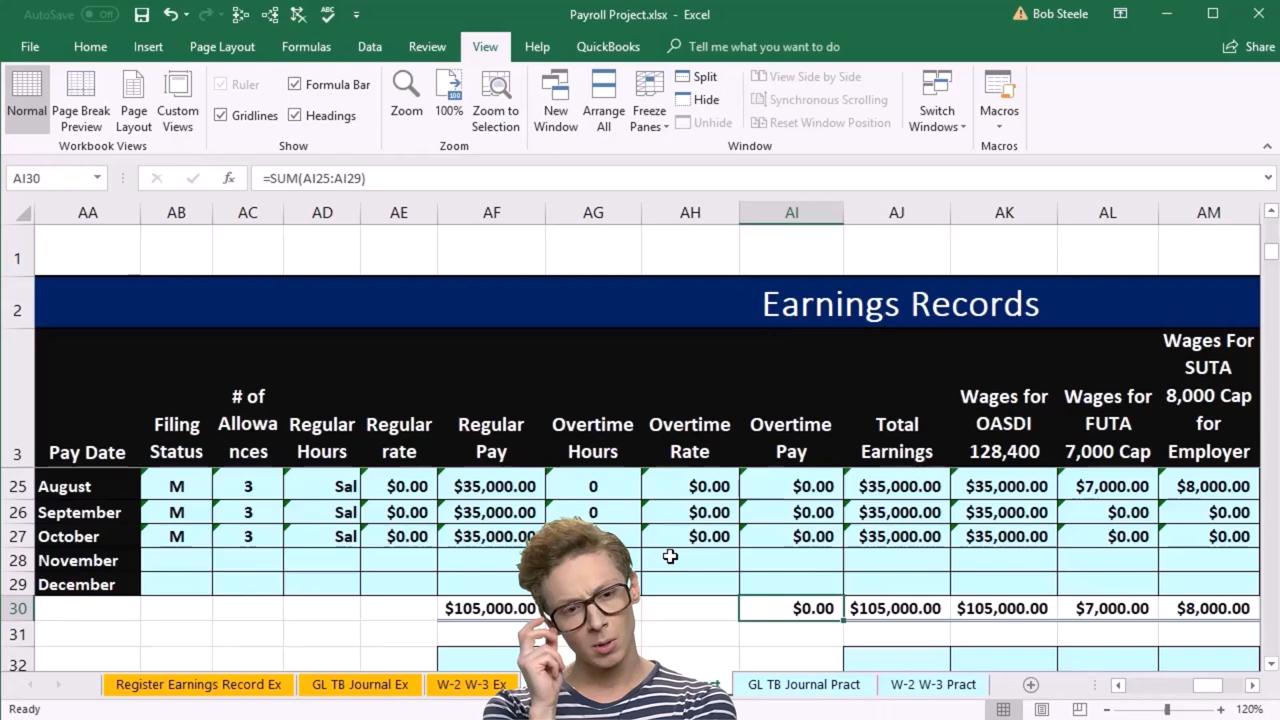 AutoSave Off Payroll Project.xlsx - Excel Bob Steele
File Home Insert Page Layout Formulas Data Review View Help QuickBooks Tell me what you want to do Share
Normal Page Break Preview Page Layout Custom Views
Workbook Views
Ruler Formula Bar
Gridlines Headings
Show
Zoom 100% Zoom to Selection
Zoom
New Window Arrange All Freeze Panes
Split
Hide
Unhide
View Side by Side
Synchronous Scrolling
Reset Window Position
Switch Windows
Window
Macros
Macros
AI30 fx =SUM(AI25:AI29)
AA AB AC AD AE AF AG AH AI AJ AK AL AM
1
2 Earnings Records
3 Pay Date Filing Status # of Allowa nces Regular Hours Regular rate Regular Pay Overtime Hours Overtime Rate Overtime Pay Total Earnings Wages for OASDI 128,400 Wages for FUTA 7,000 Cap Wages For SUTA 8,000 Cap for Employer
25 August M 3 Sal $0.00 $35,000.00 0 $0.00 $0.00 $35,000.00 $35,000.00 $7,000.00 $8,000.00
26 September M 3 Sal $0.00 $35,000.00 0 $0.00 $0.00 $35,000.00 $35,000.00 $0.00 $0.00
27 October M 3 Sal $0.00 $35,000.00 $0.00 $0.00 $35,000.00 $35,000.00 $0.00 $0.00
28 November
29 December
30 $105,000.00 $0.00 $105,000.00 $105,000.00 $7,000.00 $8,000.00
31
32
Register Earnings Record Ex GL TB Journal Ex W-2 W-3 Ex GL TB Journal Pract W-2 W-3 Pract
Ready 120%